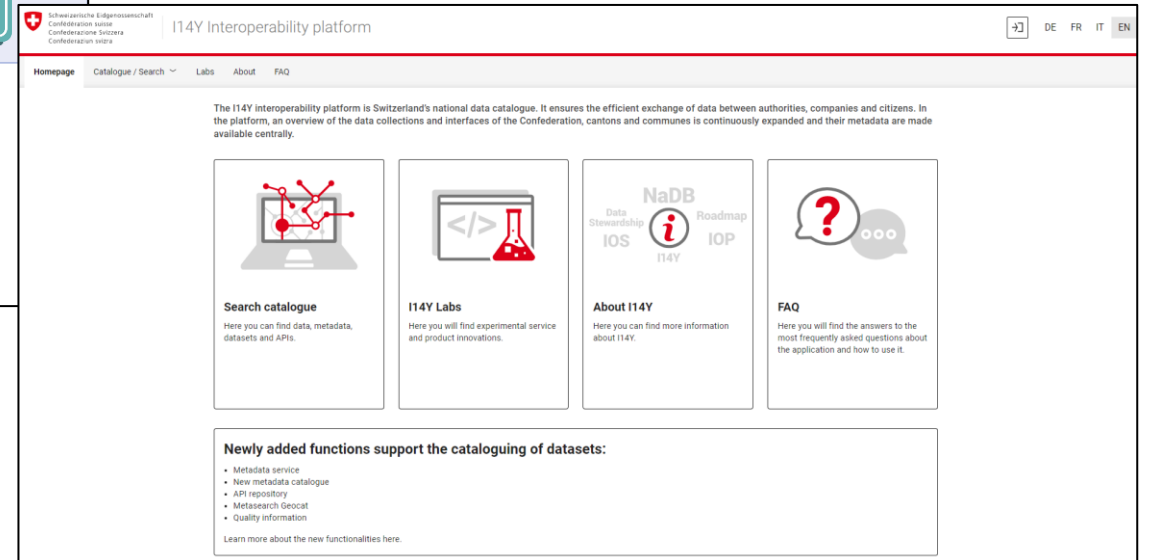 Schweizerische Eidgenossenschaft
Confédération suisse
Confederazione Svizzera
Confederaziun svizra
I14Y Interoperability platform
DE FR IT EN
Homepage Catalogue / Search Labs About FAQ
The I14Y interoperability platform is Switzerland's national data catalogue. It ensures the efficient exchange of data between authorities, companies and citizens. In
the platform, an overview of the data collections and interfaces of the Confederation, cantons and communes is continuously expanded and their metadata are made
available centrally.
</>
Search catalogue
Here you can find data, metadata,
datasets and APIs.
I14Y Labs
Here you will find experimental service
and product innovations.
NaDB
Data
Stewardship
Roadmap
i
IOS
IOP
I14Y
About I14Y
Here you can find more information
about I14Y.
?
FAQ
Here you will find the answers to the
most frequently asked questions about
the application and how to use it.
Newly added functions support the cataloguing of datasets:
• Metadata service
• New metadata catalogue
• API repository
• Metasearch Geocat
• Quality information
Learn more about the new functionalities here.